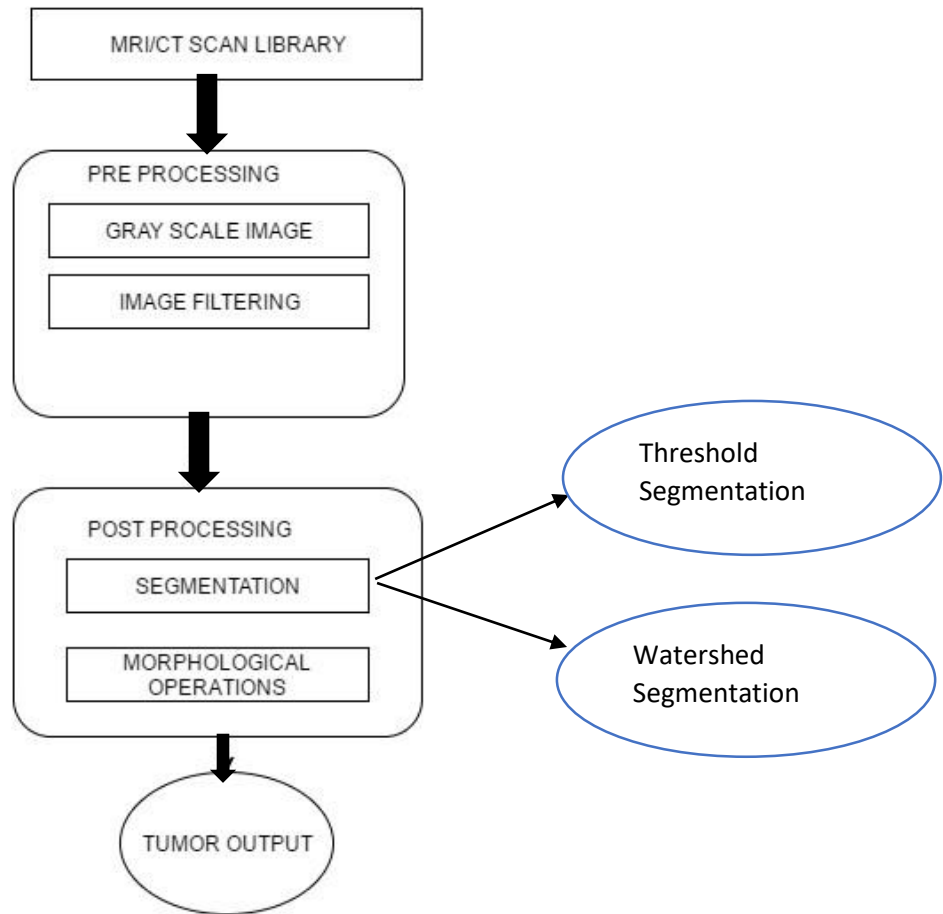 MRI/CT SCAN LIBRARY
PRE PROCESSING
GRAY SCALE IMAGE
IMAGE FILTERING
POST PROCESSING
SEGMENTATION
MORPHOLOGICAL
OPERATIONS
Threshold
Segmentation
Watershed
Segmentation
TUMOR OUTPUT